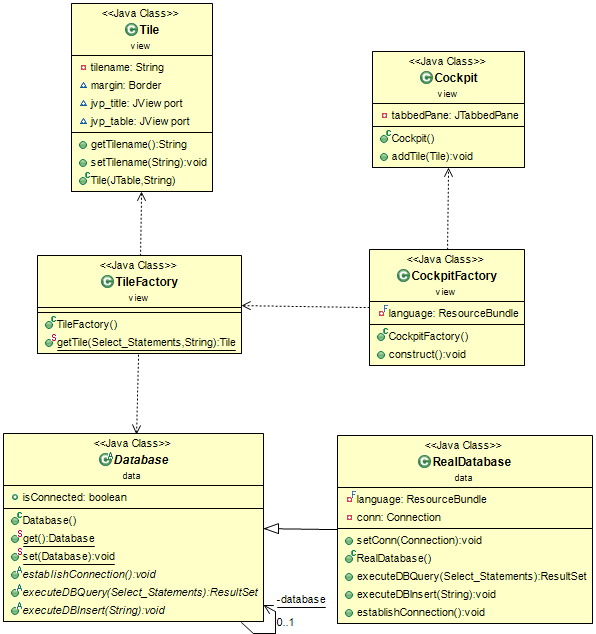 <<Java Class>>
Tile
view
tilename: String
margin: Border
jvp_title: JView port
jvp_table: JView port
getTilename():String
setTilename(String):void
Tile(JTable,String)
<<Java Class>>
Cockpit
view
tabbedPane: JTabbedPane
Cockpit()
addTile(Tile):void
<<Java Class>>
TileFactory
view
TileFactory()
getTile(Select_Statements,String):Tile
<<Java Class>>
CockpitFactory
view
language: ResourceBundle
CockpitFactory()
construct():void
<<Java Class>>
Database
data
isConnected: boolean
Database()
get():Database
set(Database):void
establishConnection():void
executeDBQuery(Select_Statements):ResultSet
executeDBInsert(String):void
-database
0..1
<<Java Class>>
RealDatabase
data
language: ResourceBundle
conn: Connection
setConn(Connection):void
RealDatabase()
executeDBQuery(Select_Statements):ResultSet
executeDBInsert(String):void
establishConnection():void